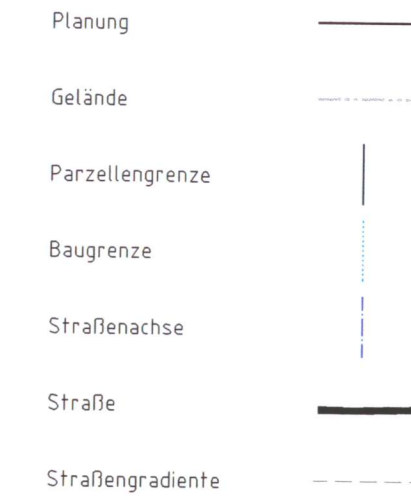 Planung
Gelände
Parzellengrenze
Baugrenze
Straßenachse
Straße
Straßengradiente